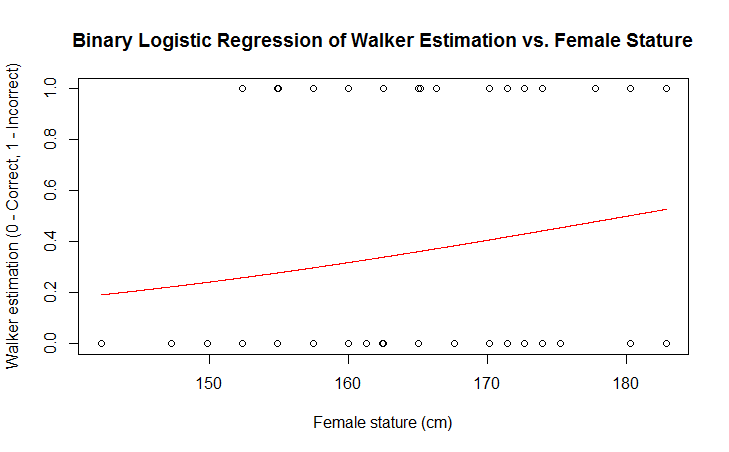 Binary Logistic Regression of Walker Estimation vs. Female Stature
Walker estimation (0 - Correct, 1 - Incorrect)
1.0
0.8
0.6
0.4
0.2
0.0
150 160 170 180
Female stature (cm)